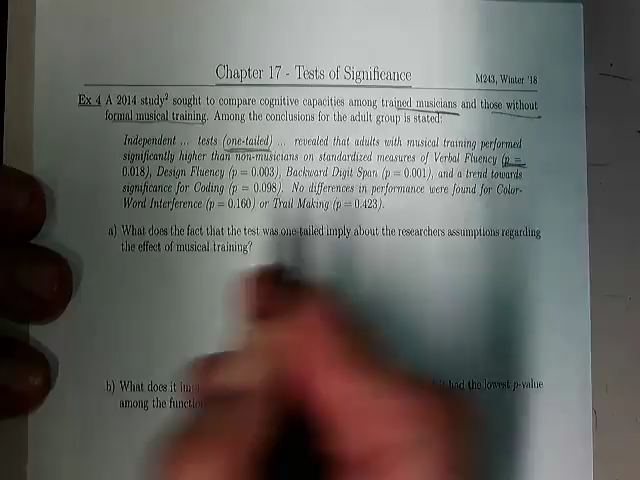 Chapter 17 - Tests of Significance
M243, Winter '18
Ex 4 A 2014 study² sought to compare cognitive capacities among trained musicians and those without
formal musical training. Among the conclusions for the adult group is stated:
Independent ... tests (one-tailed) ... revealed that adults with musical training performed
significantly higher than non-musicians on standardized measures of Verbal Fluency (p =
0.018), Design Fluency (p = 0.003), Backward Digit Span (p = 0.001), and a trend towards
significance for Coding (p = 0.098). No differences in performance were found for Color-
Word Interference (p = 0.160) or Trail Making (p = 0.423).
a) What does the fact that the test was one-tailed imply about the researchers assumptions regarding
the effect of musical training?
b) What does it had the lowest p-value
among the